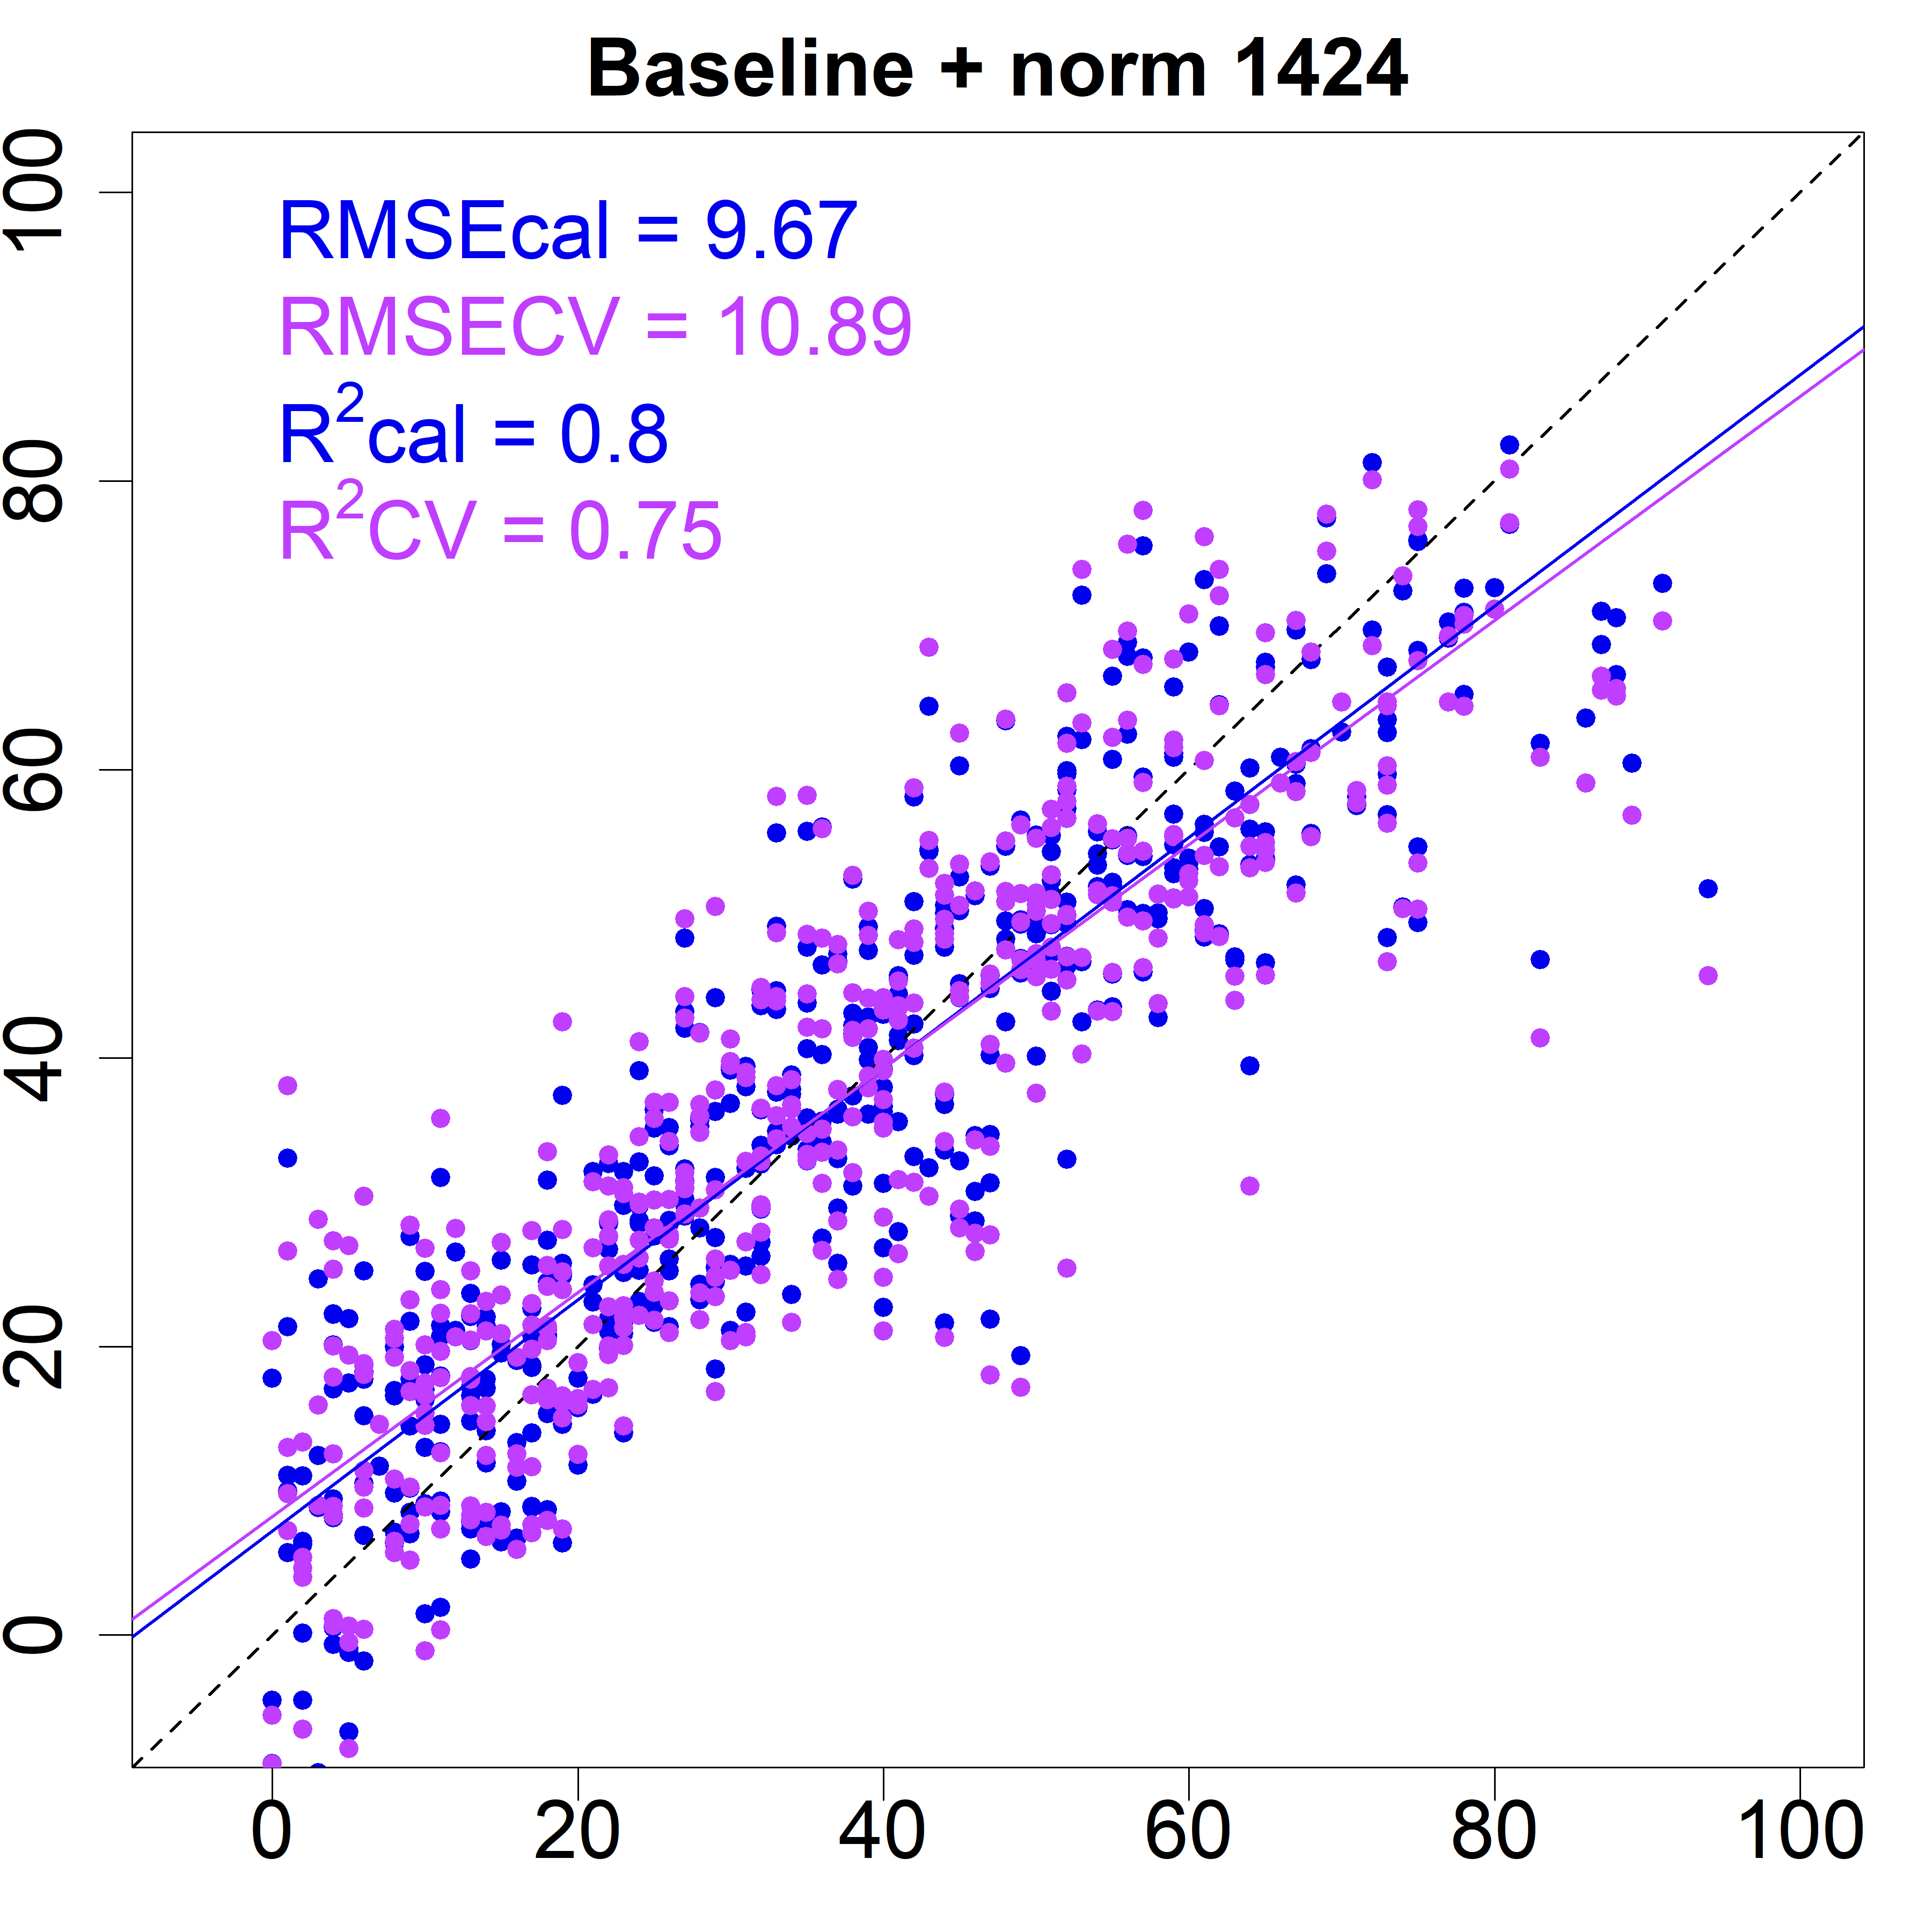 Baseline + norm 1424
RMSEcal = 9.67
RMSECV = 10.89
R²cal = 0.8
R²CV = 0.75
100
80
60
40
20
0
0 20 40 60 80 100